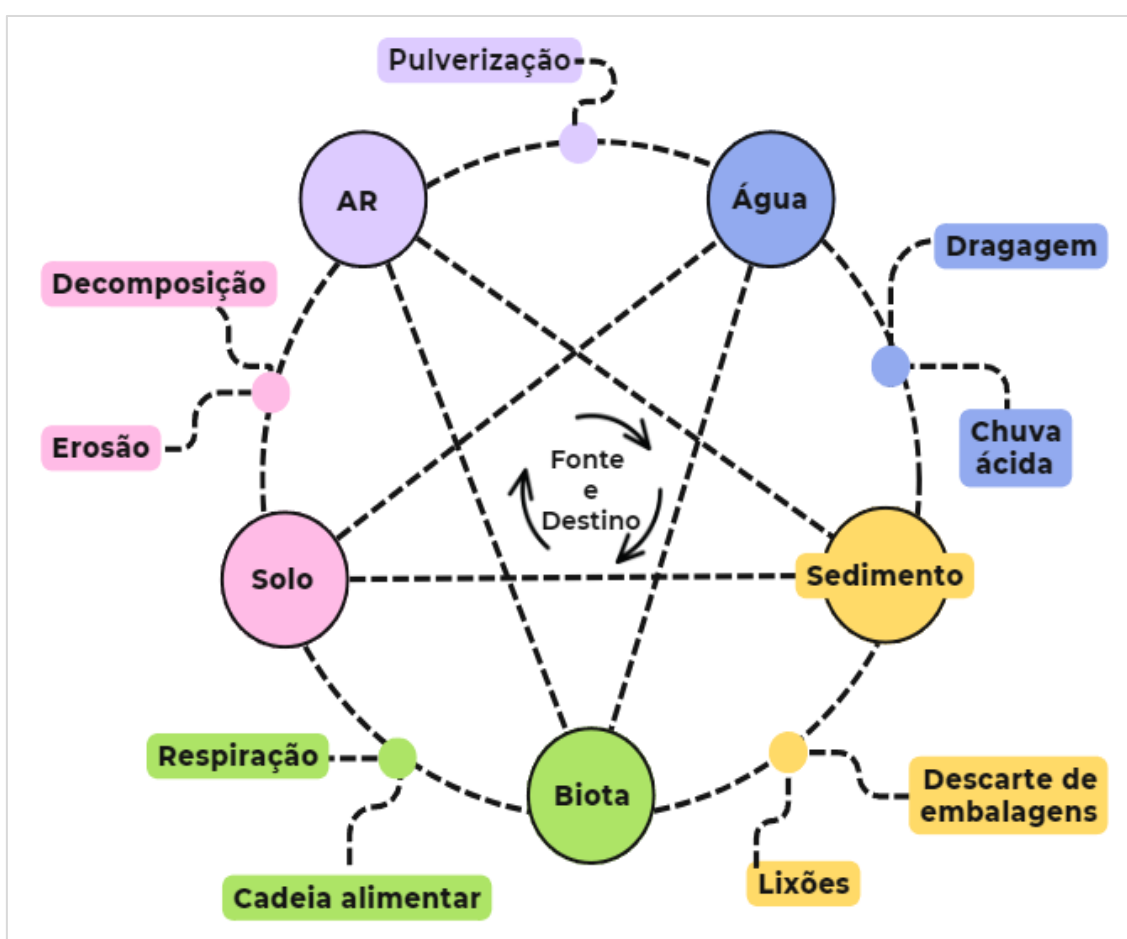 Pulverização
AR
Água
Dragagem
Decomposição
Erosão
Chuva
ácida
Fonte
e
Destino
Solo
Sedimento
Respiração
Biota
Descarte de
embalagens
Cadeia alimentar
Lixões